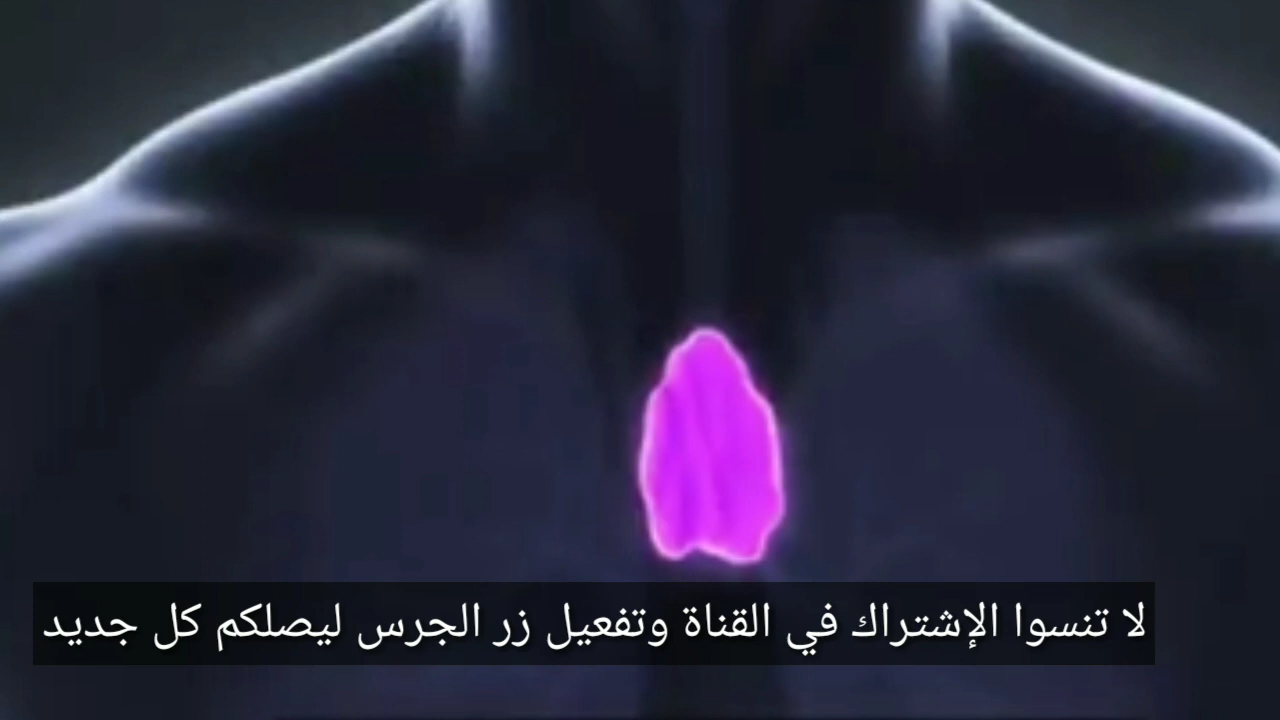 لا تنسوا الإشتراك في القناة وتفعيل زر الجرس ليصلكم كل جديد